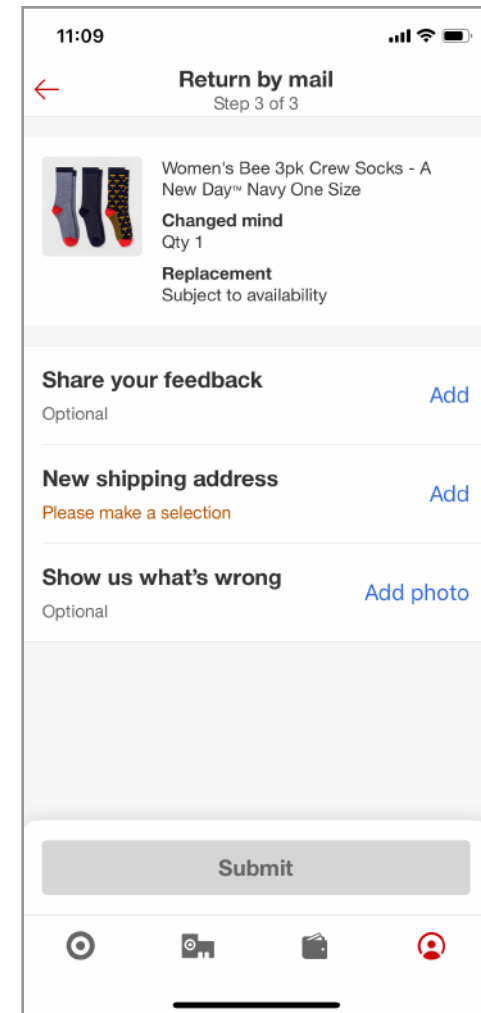 11:09
Return by mail
Step 3 of 3
Women's Bee 3pk Crew Socks - A
New Day™ Navy One Size
Changed mind
Qty 1
Replacement
Subject to availability
Share your feedback
Optional
Add
New shipping address
Please make a selection
Add
Show us what’s wrong
Optional
Add photo
Submit